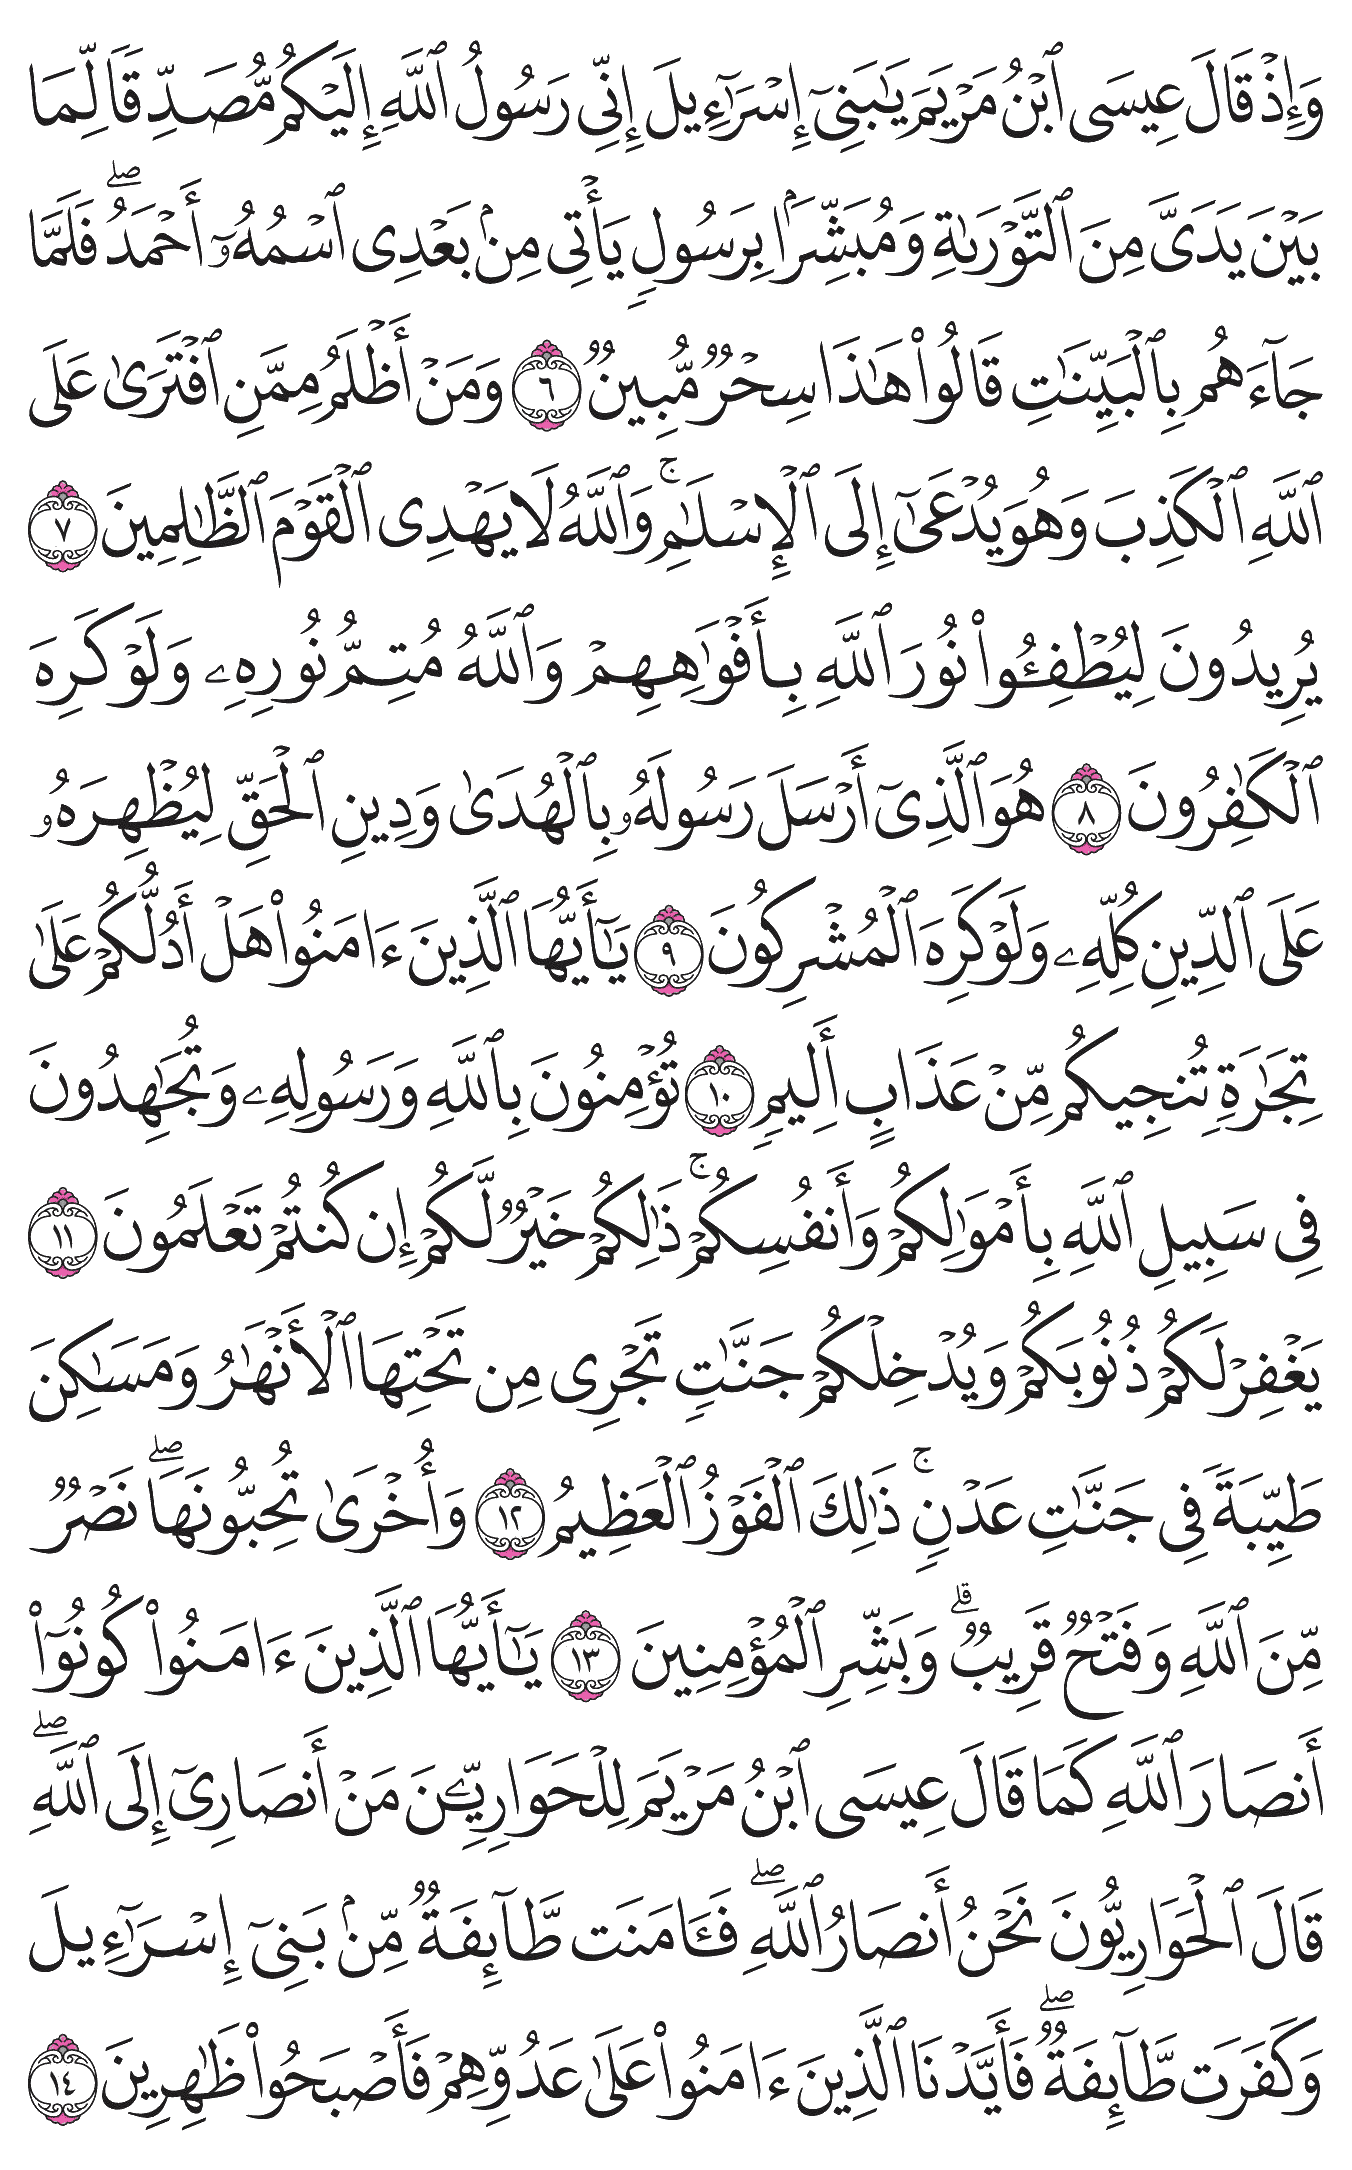 وَإِذۡ قَالَ عِيسَى ٱبۡنُ مَرۡيَمَ يَٰبَنِيٓ إِسۡرَٰٓءِيلَ إِنِّي رَسُولُ ٱللَّهِ إِلَيۡكُم مُّصَدِّقٗا لِّمَا
بَيۡنَ يَدَيَّ مِنَ ٱلتَّوۡرَىٰةِ وَمُبَشِّرَۢا بِرَسُولٖ يَأۡتِي مِنۢ بَعۡدِي ٱسۡمُهُۥٓ أَحۡمَدُۖ فَلَمَّا
جَآءَهُم بِٱلۡبَيِّنَٰتِ قَالُواْ هَٰذَا سِحۡرٞ مُّبِينٞ ٦ وَمَنۡ أَظۡلَمُ مِمَّنِ ٱفۡتَرَىٰ عَلَى
ٱللَّهِ ٱلۡكَذِبَ وَهُوَ يُدۡعَىٰٓ إِلَى ٱلۡإِسۡلَٰمِۚ وَٱللَّهُ لَا يَهۡدِي ٱلۡقَوۡمَ ٱلظَّٰلِمِينَ ٧
يُرِيدُونَ لِيُطۡفِـُٔواْ نُورَ ٱللَّهِ بِأَفۡوَٰهِهِمۡ وَٱللَّهُ مُتِمُّ نُورِهِۦ وَلَوۡ كَرِهَ
ٱلۡكَٰفِرُونَ ٨ هُوَ ٱلَّذِيٓ أَرۡسَلَ رَسُولَهُۥ بِٱلۡهُدَىٰ وَدِينِ ٱلۡحَقِّ لِيُظۡهِرَهُۥ
عَلَى ٱلدِّينِ كُلِّهِۦ وَلَوۡ كَرِهَ ٱلۡمُشۡرِكُونَ ٩ يَٰٓأَيُّهَا ٱلَّذِينَ ءَامَنُواْ هَلۡ أَدُلُّكُمۡ عَلَىٰ
تِجَٰرَةٖ تُنجِيكُم مِّنۡ عَذَابٍ أَلِيمٖ ١٠ تُؤۡمِنُونَ بِٱللَّهِ وَرَسُولِهِۦ وَتُجَٰهِدُونَ
فِي سَبِيلِ ٱللَّهِ بِأَمۡوَٰلِكُمۡ وَأَنفُسِكُمۡۚ ذَٰلِكُمۡ خَيۡرٞ لَّكُمۡ إِن كُنتُمۡ تَعۡلَمُونَ ١١
يَغۡفِرۡ لَكُمۡ ذُنُوبَكُمۡ وَيُدۡخِلۡكُمۡ جَنَّٰتٖ تَجۡرِي مِن تَحۡتِهَا ٱلۡأَنۡهَٰرُ وَمَسَٰكِنَ
طَيِّبَةٗ فِي جَنَّٰتِ عَدۡنٖۚ ذَٰلِكَ ٱلۡفَوۡزُ ٱلۡعَظِيمُ ١٢ وَأُخۡرَىٰ تُحِبُّونَهَاۖ نَصۡرٞ
مِّنَ ٱللَّهِ وَفَتۡحٞ قَرِيبٞۗ وَبَشِّرِ ٱلۡمُؤۡمِنِينَ ١٣ يَٰٓأَيُّهَا ٱلَّذِينَ ءَامَنُواْ كُونُوٓاْ
أَنصَارَ ٱللَّهِ كَمَا قَالَ عِيسَى ٱبۡنُ مَرۡيَمَ لِلۡحَوَارِيِّـۧنَ مَنۡ أَنصَارِيٓ إِلَى ٱللَّهِۖ
قَالَ ٱلۡحَوَارِيُّونَ نَحۡنُ أَنصَارُ ٱللَّهِۖ فَـَٔامَنَت طَّآئِفَةٞ مِّنۢ بَنِيٓ إِسۡرَٰٓءِيلَ
وَكَفَرَت طَّآئِفَةٞۖ فَأَيَّدۡنَا ٱلَّذِينَ ءَامَنُواْ عَلَىٰ عَدُوِّهِمۡ فَأَصۡبَحُواْ ظَٰهِرِينَ ١٤